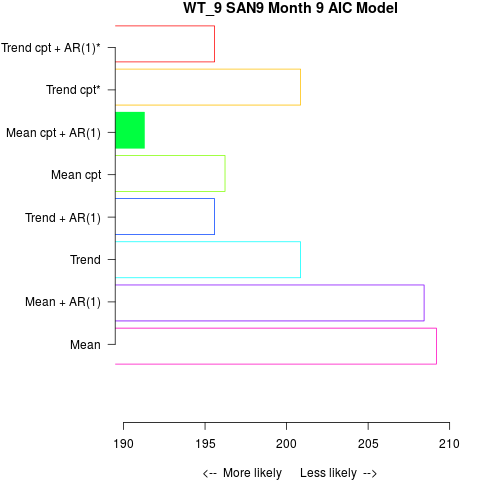 WT_9 SAN9 Month 9 AIC Model
Trend cpt + AR(1)*
Trend cpt*
Mean cpt + AR(1)
Mean cpt
Trend + AR(1)
Trend
Mean + AR(1)
Mean
190 195 200 205 210
<-- More likely Less likely -->